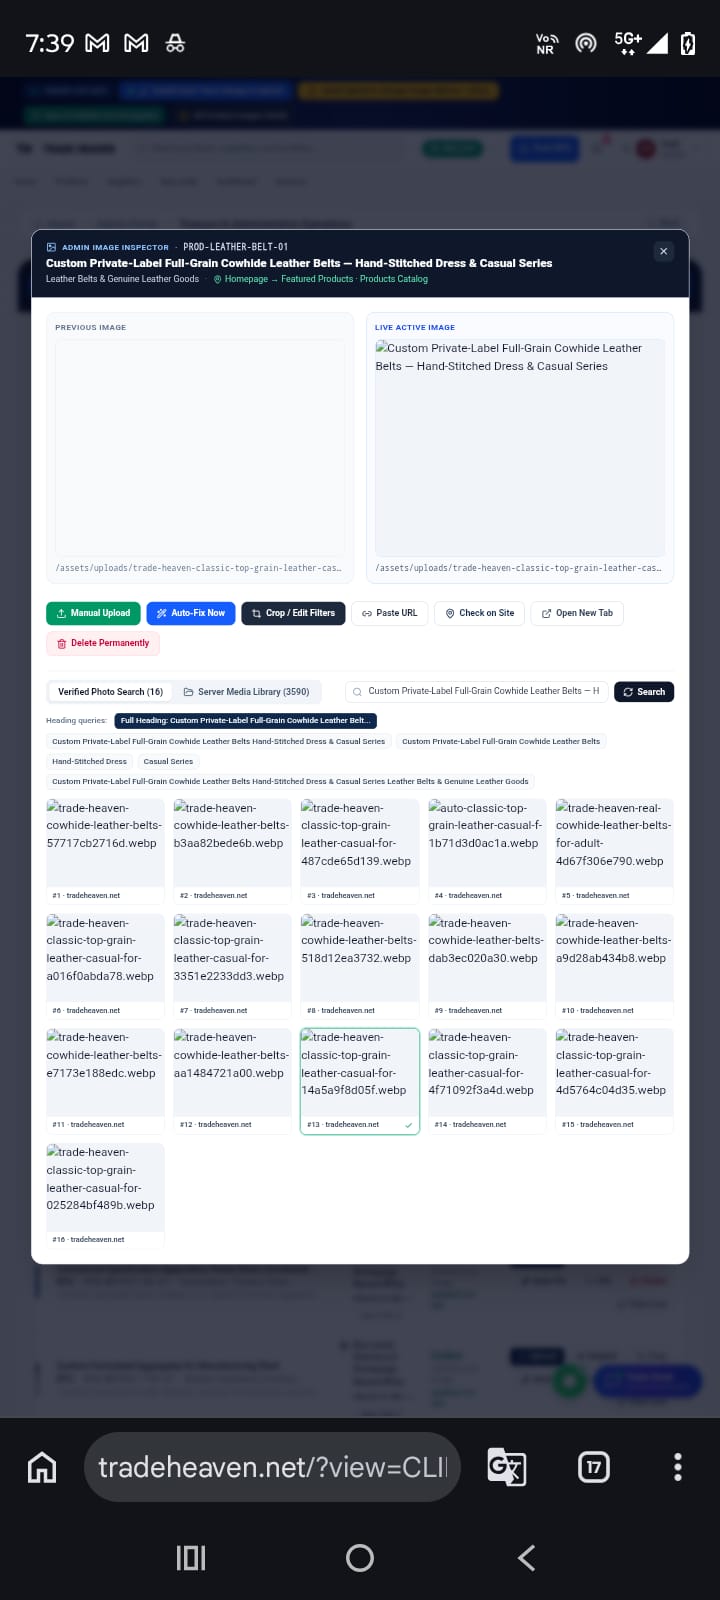 7:39
Vo
NR
5G+
ADMIN IMAGE INSPECTOR · PROD-LEATHER-BELT-01
Custom Private-Label Full-Grain Cowhide Leather Belts — Hand-Stitched Dress & Casual Series
Leather Belts & Genuine Leather Goods · Homepage → Featured Products · Products Catalog
PREVIOUS IMAGE
/assets/uploads/trade-heaven-classic-top-grain-leather-cas…
LIVE ACTIVE IMAGE
Custom Private-Label Full-Grain Cowhide Leather
Belts — Hand-Stitched Dress & Casual Series
/assets/uploads/trade-heaven-classic-top-grain-leather-cas…
Manual Upload
Auto-Fix Now
Crop / Edit Filters
Paste URL
Check on Site
Open New Tab
Delete Permanently
Verified Photo Search (16)
Server Media Library (3590)
Custom Private-Label Full-Grain Cowhide Leather Belts — H
Search
Heading queries:
Full Heading: Custom Private-Label Full-Grain Cowhide Leather Belt...
Custom Private-Label Full-Grain Cowhide Leather Belts Hand-Stitched Dress & Casual Series
Custom Private-Label Full-Grain Cowhide Leather Belts
Hand-Stitched Dress
Casual Series
Custom Private-Label Full-Grain Cowhide Leather Belts Hand-Stitched Dress & Casual Series Leather Belts & Genuine Leather Goods
trade-heaven-
cowhide-leather-belts-
57717cb2716d.webp
#1 · tradeheaven.net
trade-heaven-
cowhide-leather-belts-
b3aa82bede6b.webp
#2 · tradeheaven.net
trade-heaven-
classic-top-grain-
leather-casual-for-
487cde65d139.webp
#3 · tradeheaven.net
auto-classic-top-
grain-leather-casual-f-
1b71d3d0ac1a.webp
#4 · tradeheaven.net
trade-heaven-real-
cowhide-leather-belts-
for-adult-
4d67f306e790.webp
#5 · tradeheaven.net
trade-heaven-
classic-top-grain-
leather-casual-for-
a016f0abda78.webp
#6 · tradeheaven.net
trade-heaven-
classic-top-grain-
leather-casual-for-
3351e2233dd3.webp
#7 · tradeheaven.net
trade-heaven-
cowhide-leather-belts-
518d12ea3732.webp
#8 · tradeheaven.net
trade-heaven-
cowhide-leather-belts-
dab3ec020a30.webp
#9 · tradeheaven.net
trade-heaven-
cowhide-leather-belts-
a9d28ab434b8.webp
#10 · tradeheaven.net
trade-heaven-
cowhide-leather-belts-
e7173e188edc.webp
#11 · tradeheaven.net
trade-heaven-
cowhide-leather-belts-
aa1484721a00.webp
#12 · tradeheaven.net
trade-heaven-
classic-top-grain-
leather-casual-for-
14a5a9f8d05f.webp
#13 · tradeheaven.net
trade-heaven-
classic-top-grain-
leather-casual-for-
4f71092f3a4d.webp
#14 · tradeheaven.net
trade-heaven-
classic-top-grain-
leather-casual-for-
4d5764c04d35.webp
#15 · tradeheaven.net
trade-heaven-
classic-top-grain-
leather-casual-for-
025284bf489b.webp
#16 · tradeheaven.net
tradeheaven.net/?view=CLI
17